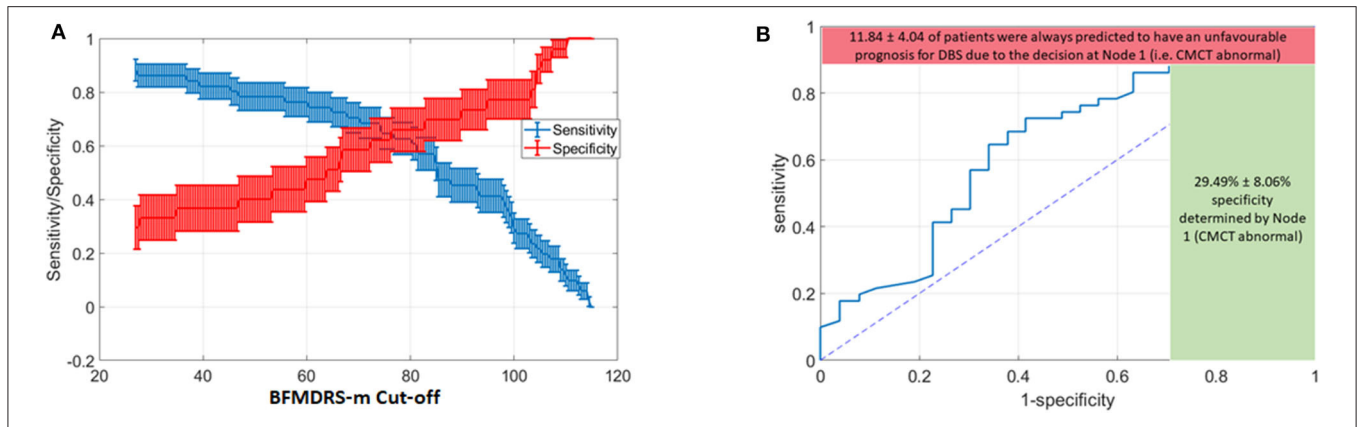 A
1
0.8
0.6
0.4
0.2
0
-0.2
Sensitivity/Specificity
Sensitivity
Specificity
20
40
60
80
100
120
BFMDRS-m Cut-off
B
11.84 ± 4.04 of patients were always predicted to have an unfavourable
prognosis for DBS due to the decision at Node 1 (i.e. CMCT abnormal)
29.49% ± 8.06%
specificity
determined by Node
1 (CMCT abnormal)
1
0.8
0.6
0.4
0.2
0
sensitivity
0
0.2
0.4
0.6
0.8
1
1-specificity